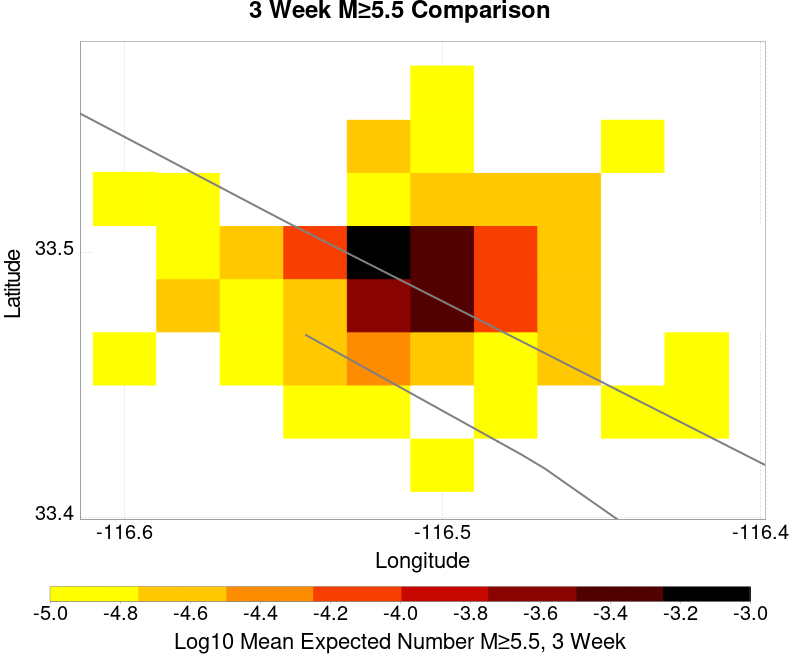 3 Week M≥5.5 Comparison
Latitude
33.5
33.4
-116.6 -116.5 -116.4
Longitude
-5.0 -4.8 -4.6 -4.4 -4.2 -4.0 -3.8 -3.6 -3.4 -3.2 -3.0
Log10 Mean Expected Number M≥5.5, 3 Week